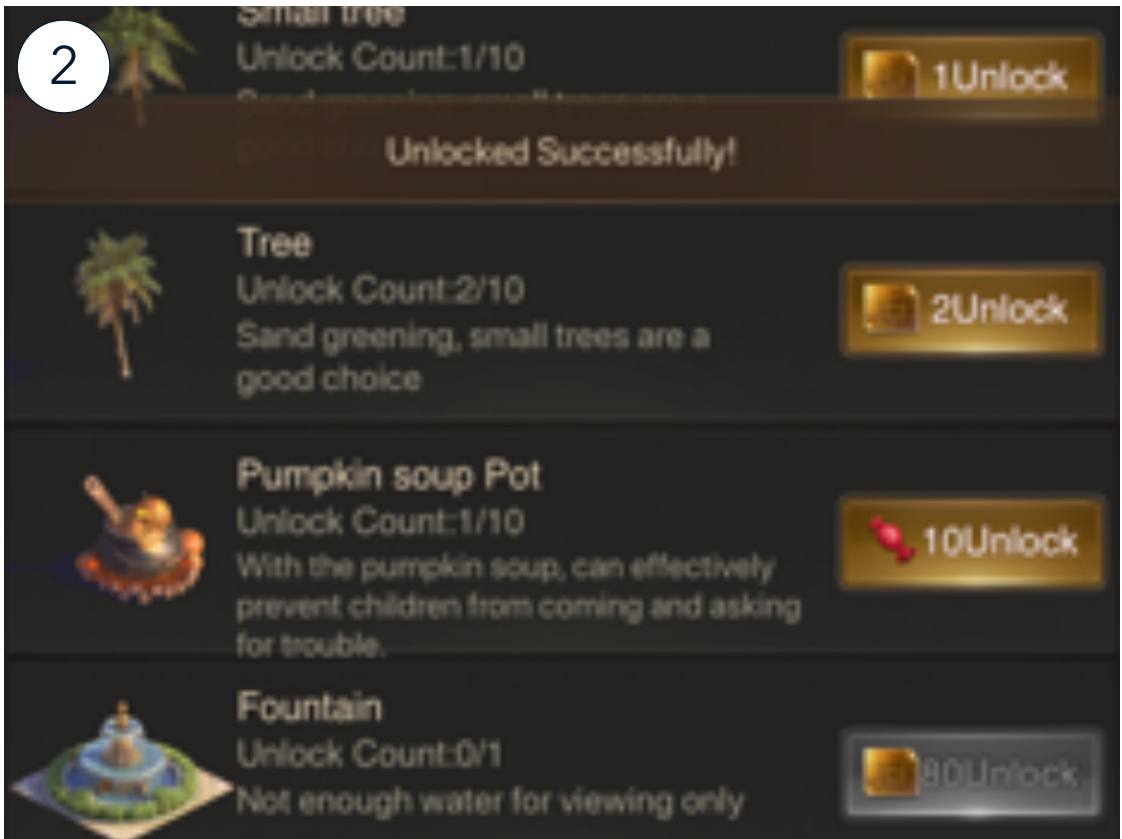 2
Small tree
Unlock Count:1/10
1Unlock
Unlocked Successfully!
Tree
Unlock Count:2/10
Sand greening, small trees are a
good choice
2Unlock
Pumpkin soup Pot
Unlock Count:1/10
With the pumpkin soup, can effectively
prevent children from coming and asking
for trouble.
10Unlock
Fountain
Unlock Count:0/1
Not enough water for viewing only
Unlock